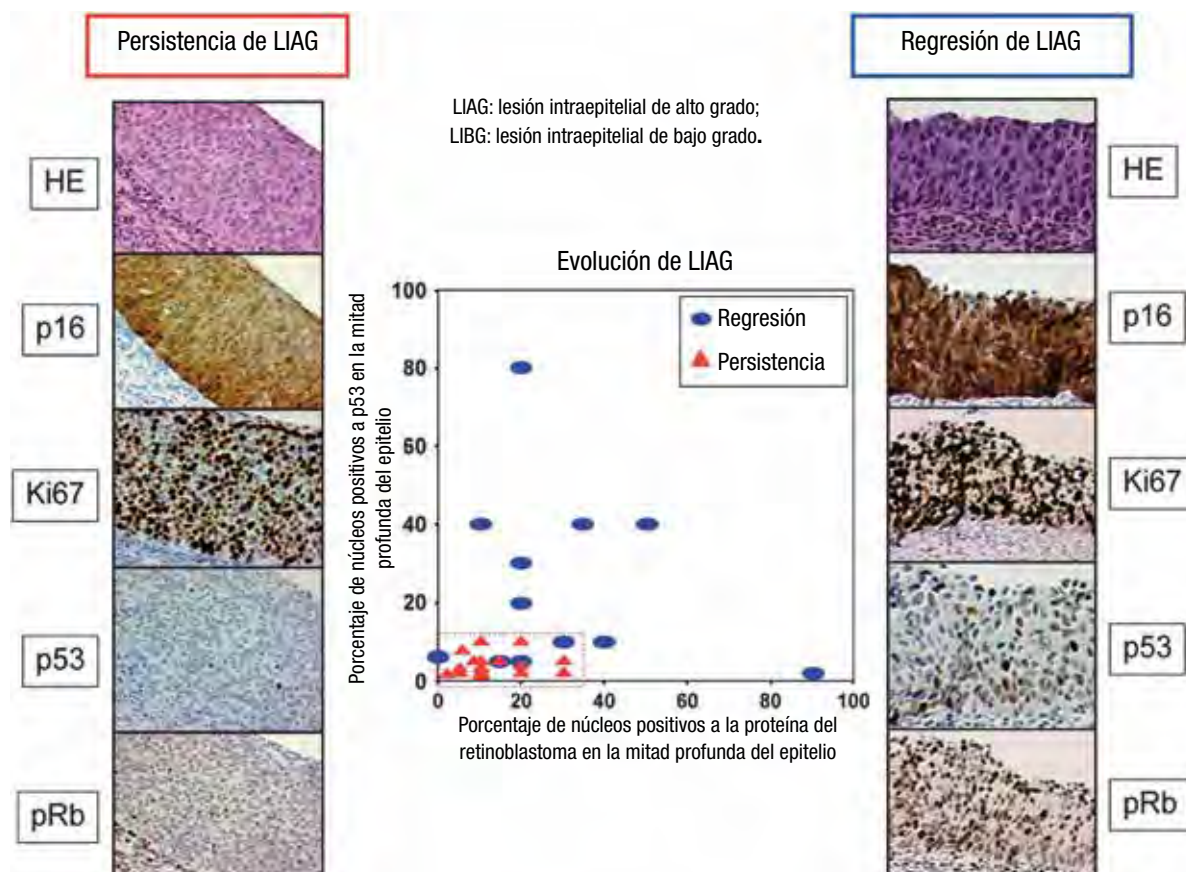 Persistencia de LIAG
Regresión de LIAG
LIAG: lesión intraepitelial de alto grado;
LIBG: lesión intraepitelial de bajo grado.
HE
p16
Ki67
p53
pRb
Evolución de LIAG
Porcentaje de núcleos positivos a p53 en la mitad
profunda del epitelio
100
80
60
40
20
0
Regresión
Persistencia
0 20 40 60 80 100
Porcentaje de núcleos positivos a la proteína del
retinoblastoma en la mitad profunda del epitelio
HE
p16
Ki67
p53
pRb